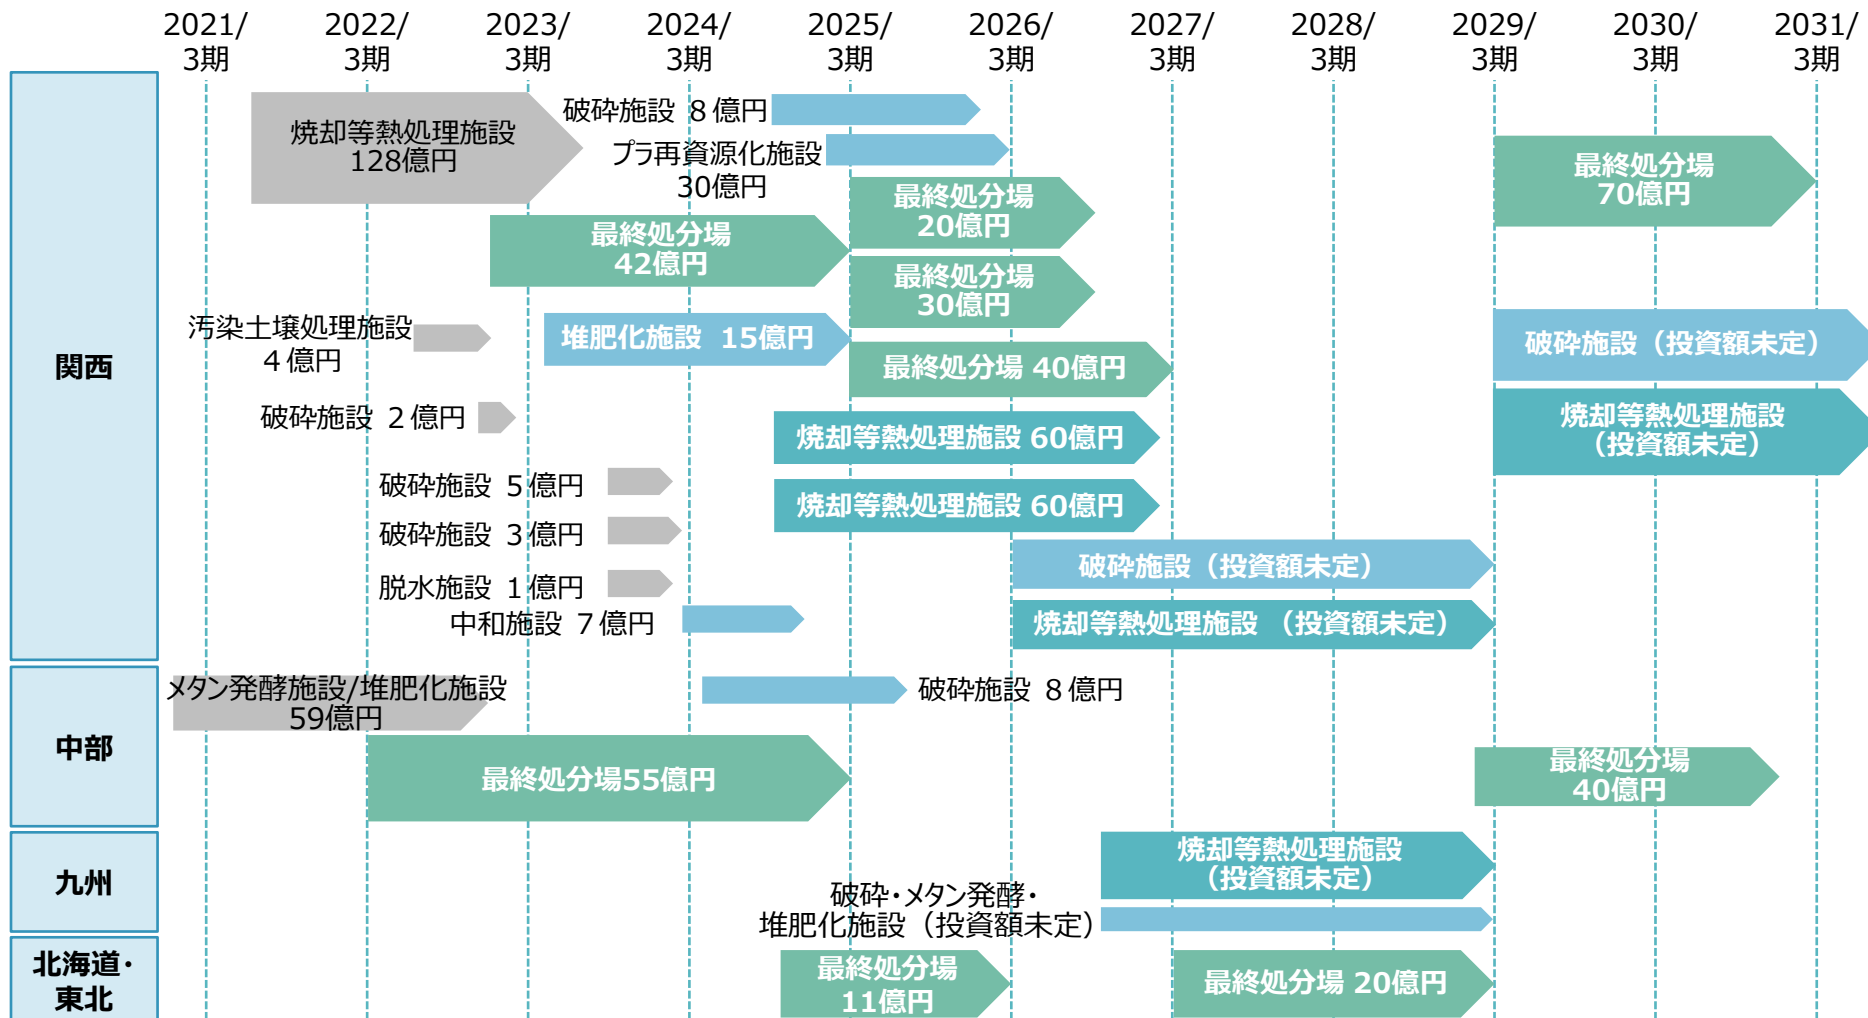 2021/
3期
2022/
3期
2023/
3期
2024/
3期
2025/
3期
2026/
3期
2027/
3期
2028/
3期
2029/
3期
2030/
3期
2031/
3期
関西
焼却等熱処理施設
128億円
破砕施設 8億円
プラ再資源化施設
30億円
最終処分場
20億円
最終処分場
70億円
最終処分場
42億円
最終処分場
30億円
汚染土壌処理施設
4億円
堆肥化施設 15億円
破砕施設（投資額未定）
最終処分場 40億円
破砕施設 2億円
焼却等熱処理施設 60億円
焼却等熱処理施設
（投資額未定）
破砕施設 5億円
焼却等熱処理施設 60億円
破砕施設 3億円
破砕施設（投資額未定）
脱水施設 1億円
中和施設 7億円
焼却等熱処理施設 （投資額未定）
中部
メタン発酵施設/堆肥化施設
59億円
破砕施設 8億円
最終処分場55億円
最終処分場
40億円
九州
焼却等熱処理施設
（投資額未定）
破砕・メタン発酵・
堆肥化施設（投資額未定）
北海道・
東北
最終処分場
11億円
最終処分場 20億円